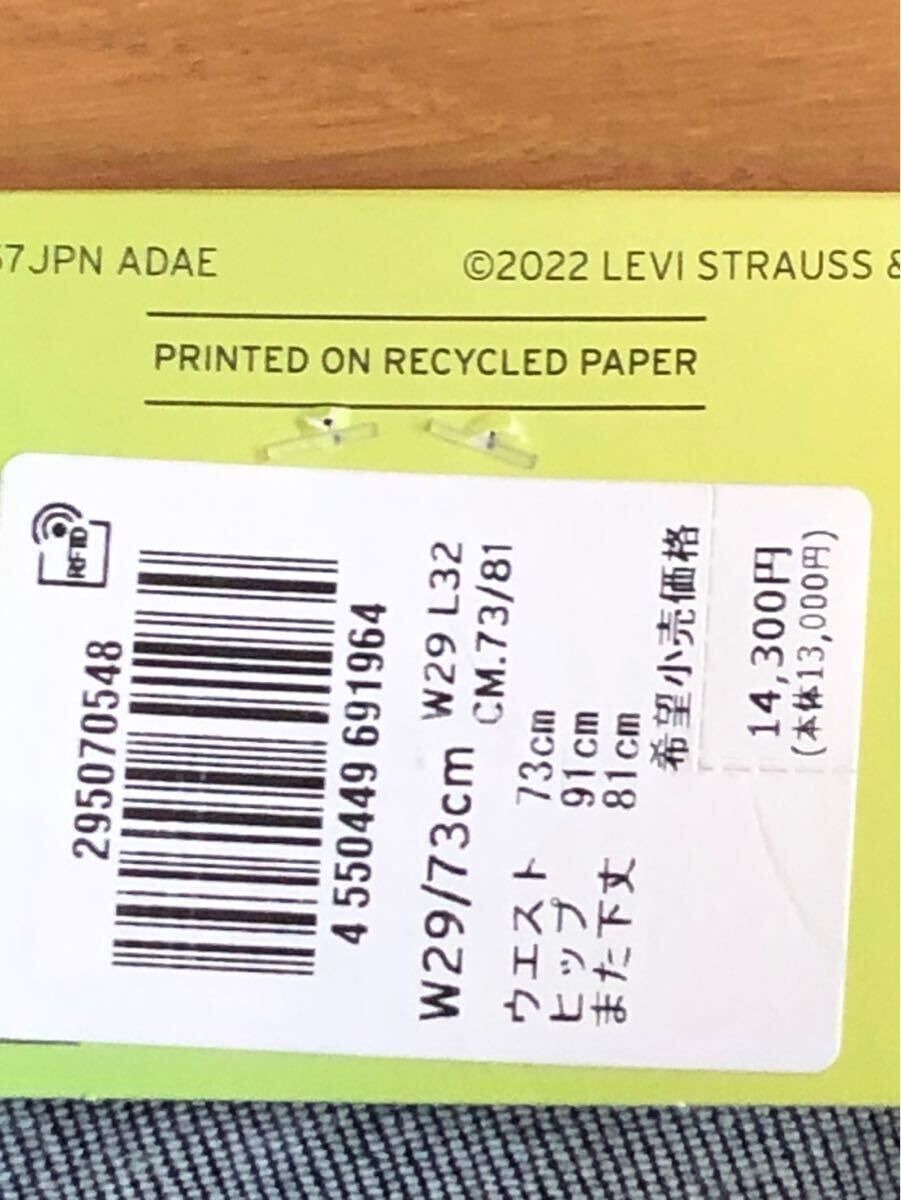 57JPN ADAE
©2022 LEVI STRAUSS &
PRINTED ON RECYCLED PAPER
RFID
295070548
4 550449 691964
W29/73cm W29 L32
CM.73/81
ウエスト 73cm
ヒップ 91cm
また下丈 81cm
希望小売価格
14,300円
(本体13,000円)